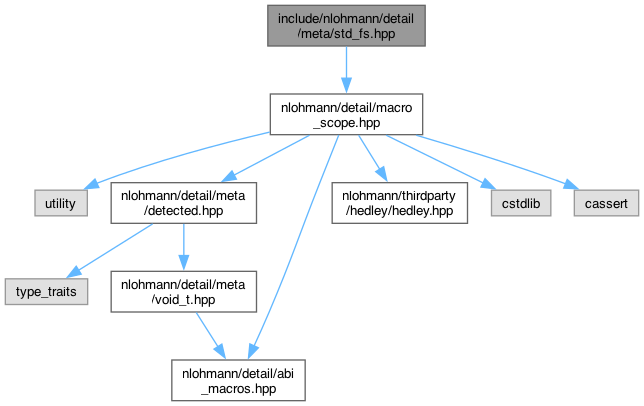 include/nlohmann/detail
/meta/std_fs.hpp
nlohmann/detail/macro
_scope.hpp
utility
nlohmann/detail/meta
/detected.hpp
nlohmann/thirdparty
/hedley/hedley.hpp
cstdlib
cassert
type_traits
nlohmann/detail/meta
/void_t.hpp
nlohmann/detail/abi
_macros.hpp